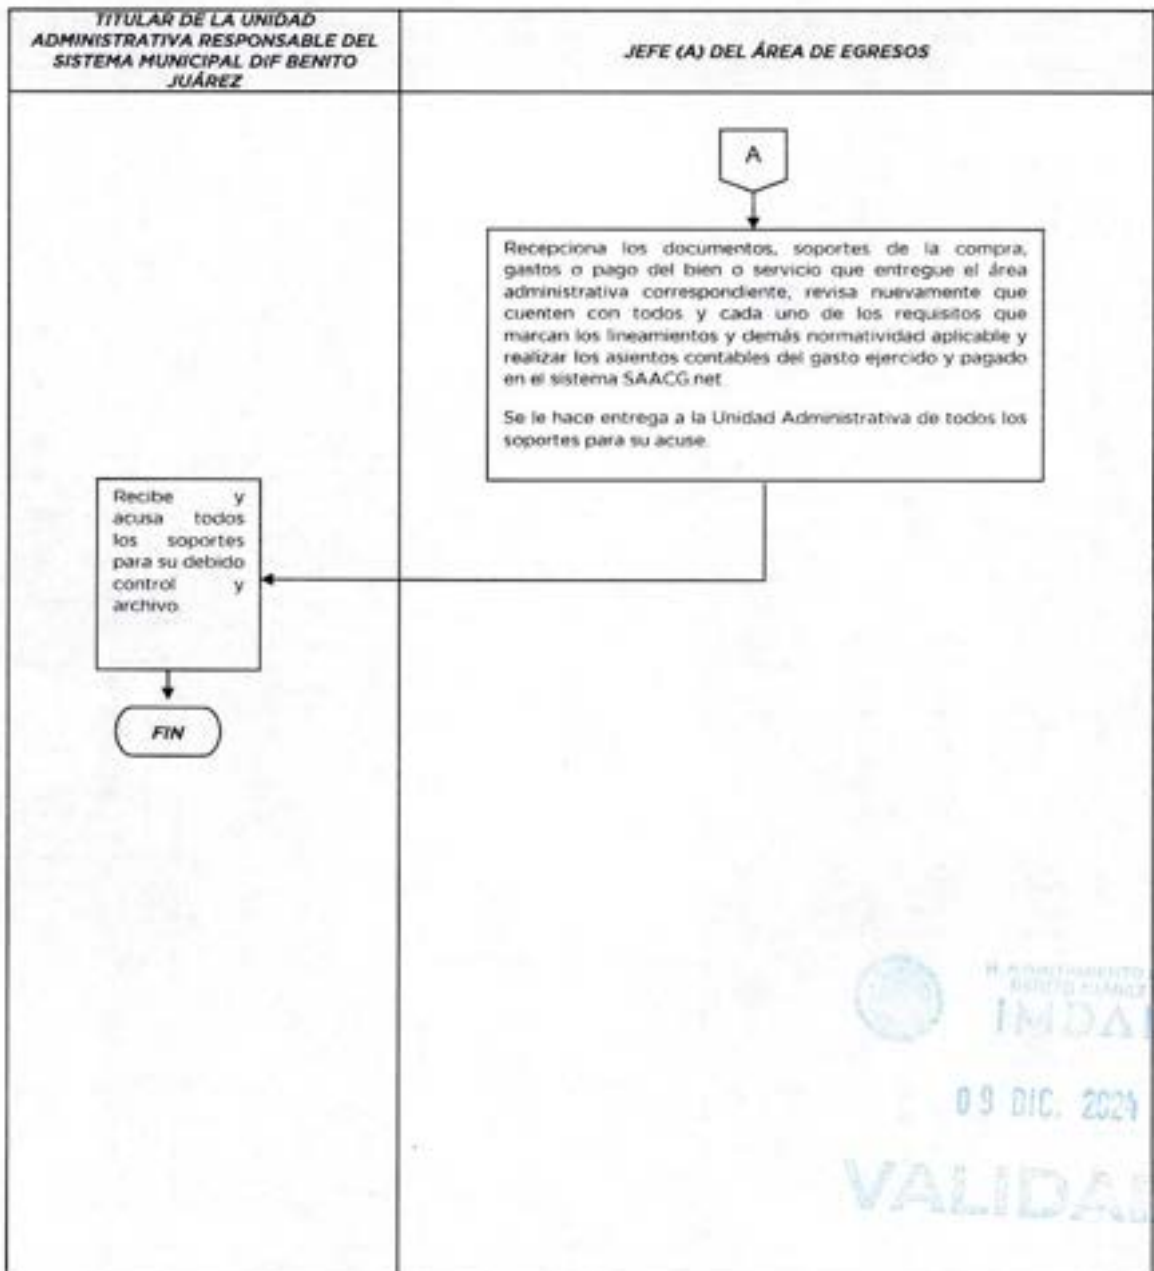 TITULAR DE LA UNIDAD
ADMINISTRATIVA RESPONSABLE DEL
SISTEMA MUNICIPAL DIF BENITO
JUÁREZ
JEFE (A) DEL ÁREA DE EGRESOS
A
Recepciona los documentos, soportes de la compra,
gastos o pago del bien o servicio que entregue el área
administrativa correspondiente, revisa nuevamente que
cuenten con todos y cada uno de los requisitos que
marcan los lineamientos y demás normatividad aplicable y
realizar los asientos contables del gasto ejercido y pagado
en el sistema SAACG.net.
Se le hace entrega a la Unidad Administrativa de todos los
soportes para su acuse.
Recibe y
acusa todos
los soportes
para su debido
control y
archivo.
FIN
H. AYUNTAMIENTO
BENITO JUÁREZ
09 DIC. 2024
VALIDAD